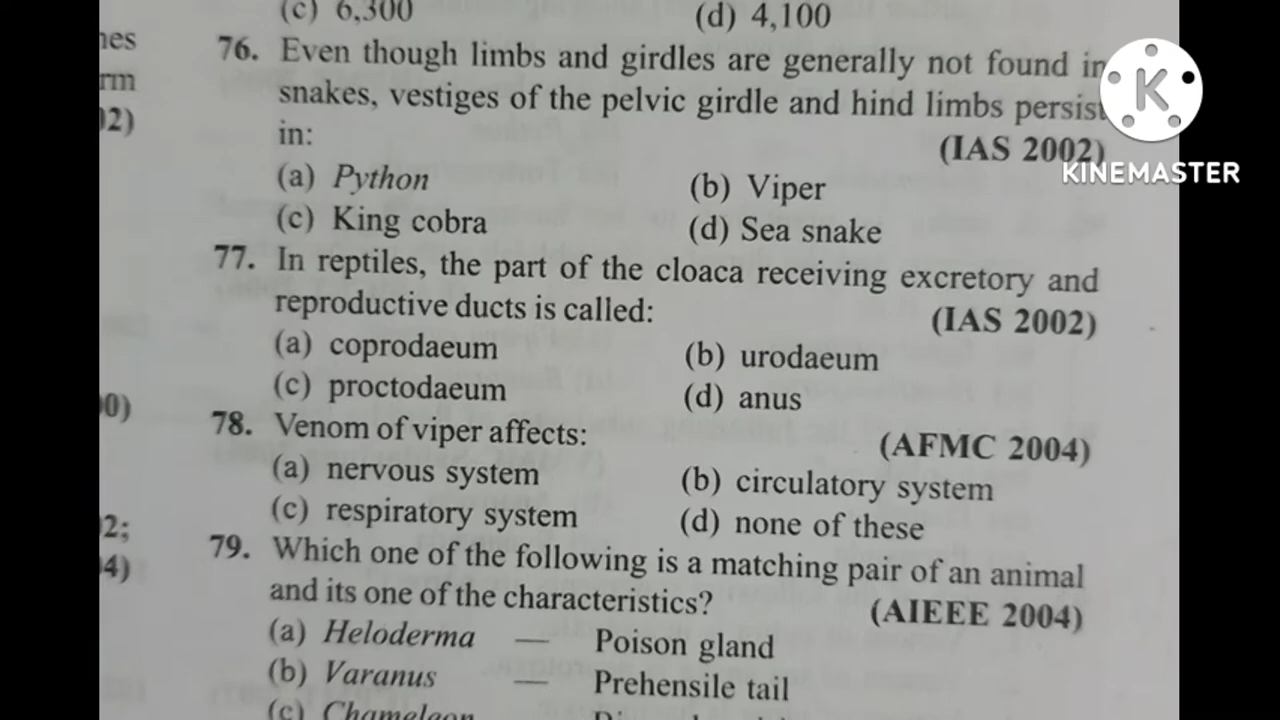 (c) 6,300 (d) 4,100
76. Even though limbs and girdles are generally not found in
snakes, vestiges of the pelvic girdle and hind limbs persist
in: (IAS 2002)
(a) Python (b) Viper
(c) King cobra (d) Sea snake
77. In reptiles, the part of the cloaca receiving excretory and
reproductive ducts is called: (IAS 2002)
(a) coprodaeum (b) urodaeum
(c) proctodaeum (d) anus
78. Venom of viper affects: (AFMC 2004)
(a) nervous system (b) circulatory system
(c) respiratory system (d) none of these
79. Which one of the following is a matching pair of an animal
and its one of the characteristics? (AIEEE 2004)
(a) Heloderma — Poison gland
(b) Varanus — Prehensile tail
(c) Chameleon
K
KINEMASTER